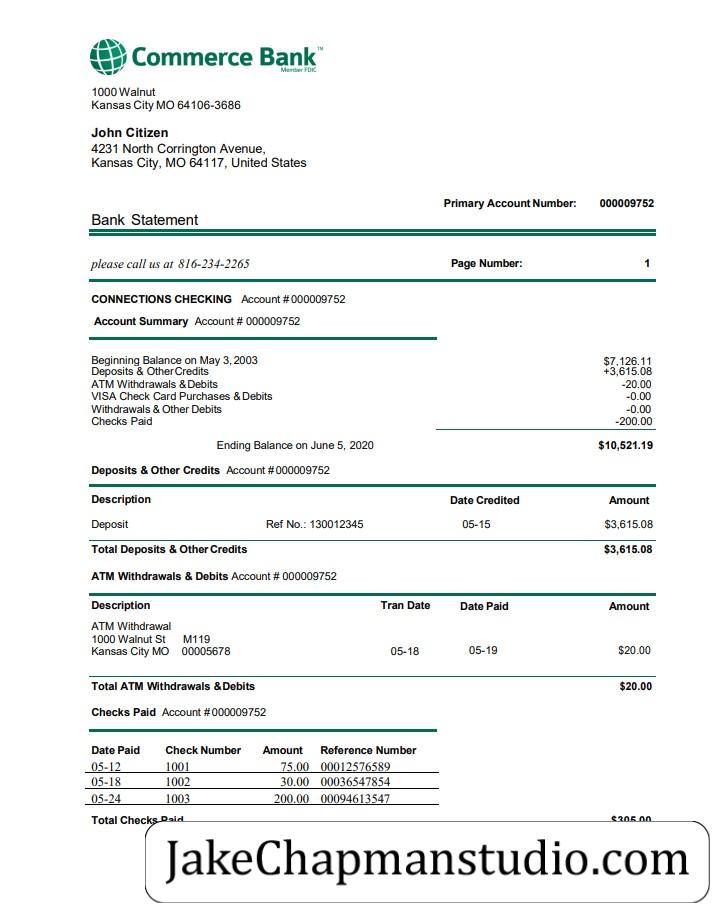 Commerce Bank™
Member FDIC
1000 Walnut
Kansas City MO 64106-3686
John Citizen
4231 North Corrington Avenue,
Kansas City, MO 64117, United States
Primary Account Number: 000009752
Bank Statement
please call us at 816-234-2265 Page Number: 1
CONNECTIONS CHECKING Account # 000009752
Account Summary Account # 000009752
Beginning Balance on May 3, 2003 $7,126.11
Deposits & Other Credits +3,615.08
ATM Withdrawals & Debits -20.00
VISA Check Card Purchases & Debits -0.00
Withdrawals & Other Debits -0.00
Checks Paid -200.00
Ending Balance on June 5, 2020 $10,521.19
Deposits & Other Credits Account # 000009752
Description Date Credited Amount
Deposit Ref No.: 130012345 05-15 $3,615.08
Total Deposits & Other Credits $3,615.08
ATM Withdrawals & Debits Account # 000009752
Description Tran Date Date Paid Amount
ATM Withdrawal
1000 Walnut St M119
Kansas City MO 00005678 05-18 05-19 $20.00
Total ATM Withdrawals & Debits $20.00
Checks Paid Account # 000009752
Date Paid Check Number Amount Reference Number
05-12 1001 75.00 00012576589
05-18 1002 30.00 00036547854
05-24 1003 200.00 00094613547
Total Checks Paid $305.00
JakeChapmanstudio.com